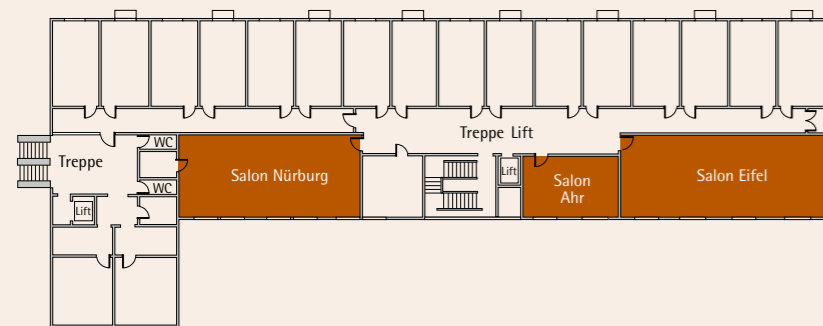 Treppe Lift
WC
Treppe
Salon Nürburg
Lift
Salon
Ahr
Salon Eifel
WC
Lift